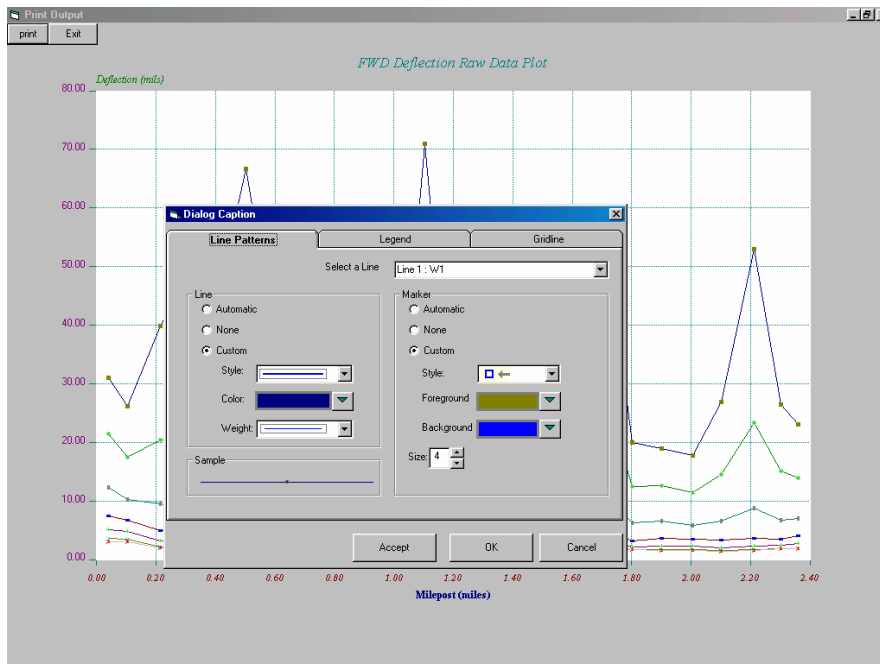 Print Output
print Exit
FWD Deflection Raw Data Plot
Deflection (mils)
80.00
70.00
60.00
50.00
40.00
30.00
20.00
10.00
0.00
Dialog Caption
Line Patterns Legend Gridline
Select a Line Line 1 : W1
Line
Automatic
None
Custom
Style:
Color:
Weight:
Sample
Marker
Automatic
None
Custom
Style:
Foreground
Background
Size: 4
Accept OK Cancel
0.00 0.20 0.40 0.60 0.80 1.00 1.20 1.40 1.60 1.80 2.00 2.20 2.40
Milepost (miles)